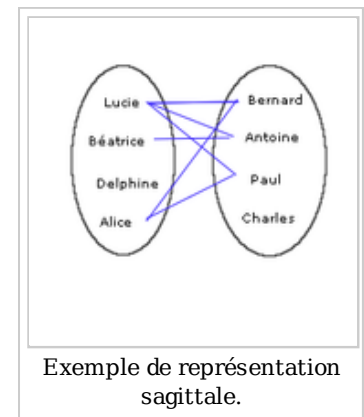 Lucie Bernard
Béatrice Antoine
Delphine Paul
Alice Charles
Exemple de représentation
sagittale.